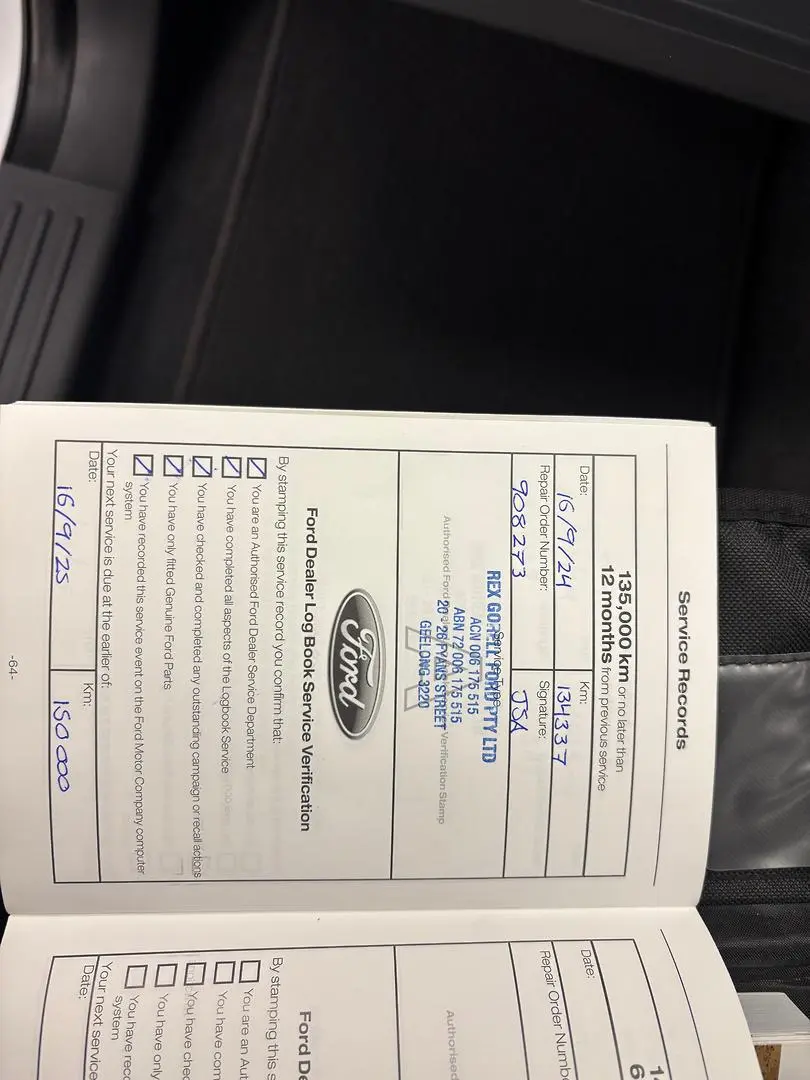 Service Records
135,000 km or no later than
12 months from previous service
Date:
16/9/24
Km:
134337
Repair Order Number:
908273
Signature:
JSA
REX GORELL FORD PTY LTD
ACN 006 175 515
ABN 72 006 175 515
20 - 26 FYANS STREET
GEELONG 3220
Authorised Ford Verification Stamp
Ford
Ford Dealer Log Book Service Verification
By stamping this service record you confirm that:
You are an Authorised Ford Dealer Service Department
You have completed all aspects of the Logbook Service
You have checked and completed any outstanding campaign or recall actions
You have only fitted Genuine Ford Parts
You have recorded this service event on the Ford Motor Company computer
system
Your next service is due at the earlier of:
Date:
16/9/25
Km:
150000
-64-
Date:
Repair Order Numb
Authorised
Ford De
By stamping this s
You are an Aut
You have com
You have chec
You have only
You have reco
system
Your next service
Date: